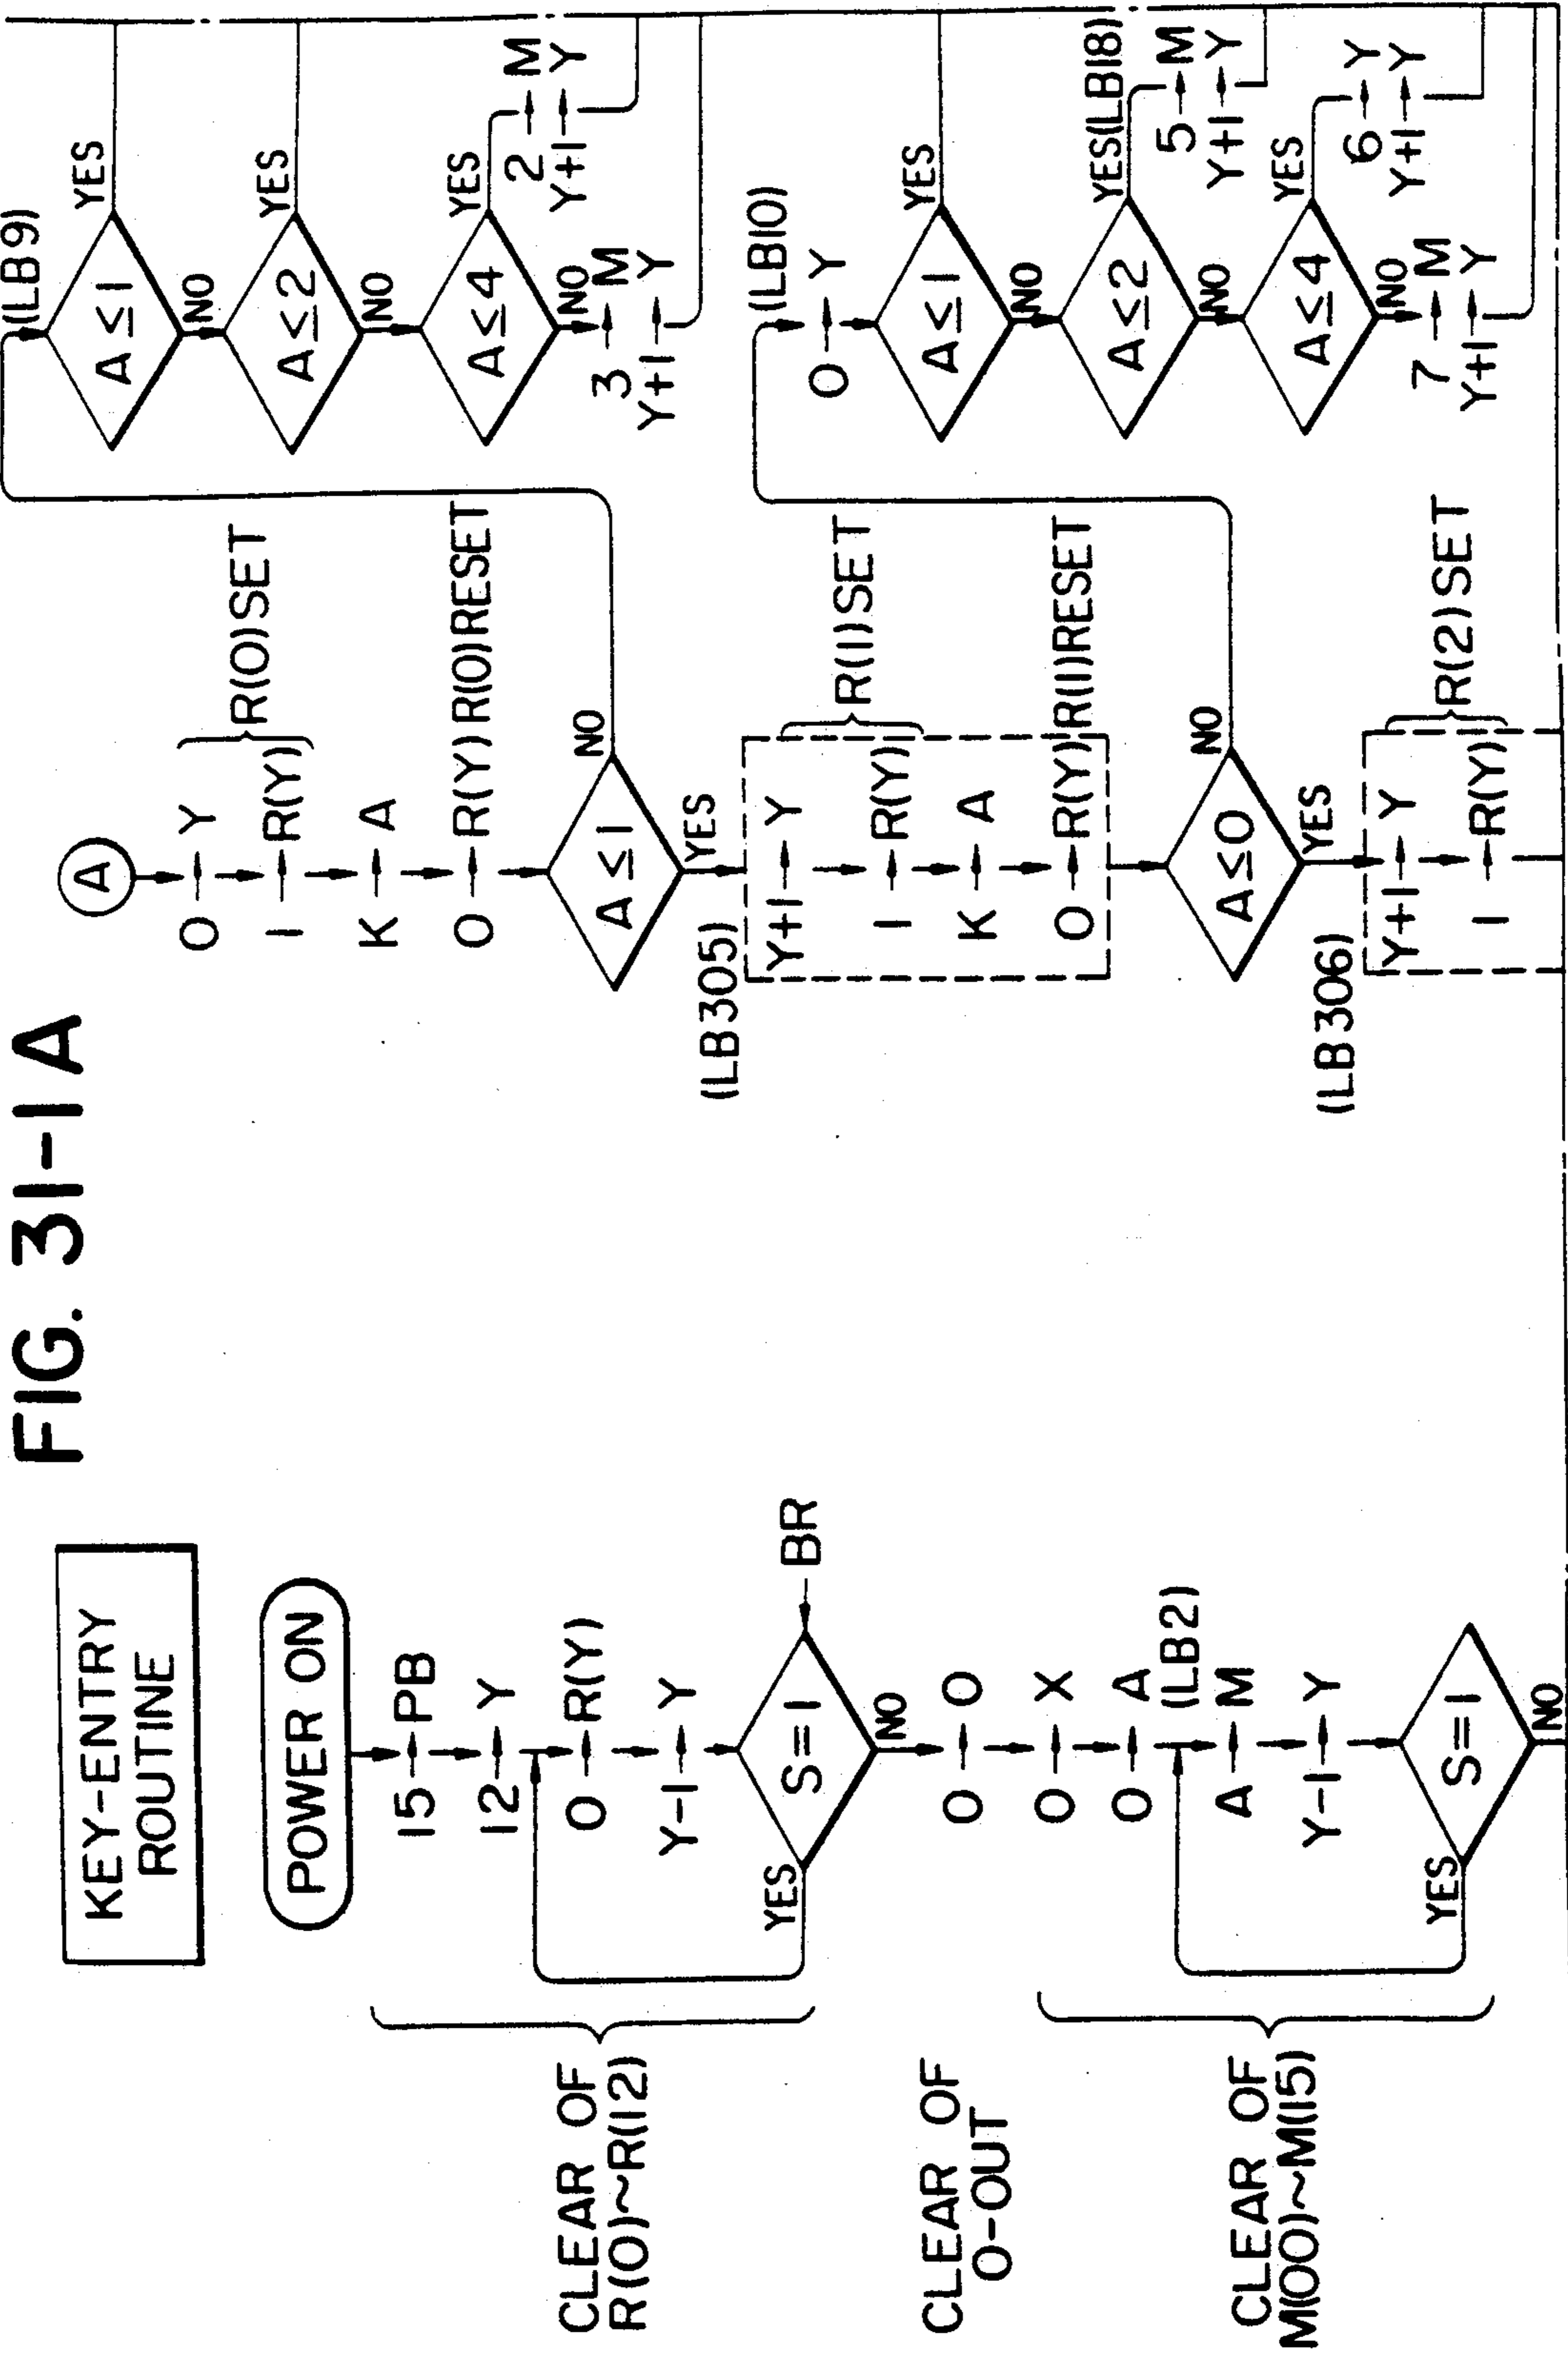 FIG. 31-1A
KEY-ENTRY
ROUTINE
POWER ON
15 → PB
12 → Y
0 → R(Y)
Y-1 → Y
S=1
BR
YES
NO
CLEAR OF
R(0)~R(12)
0 → O
CLEAR OF
O-OUT
0 → X
0 → A
(LB2)
A → M
Y-1 → Y
S=1
YES
NO
CLEAR OF
M(00)~M(15)
A
0 → Y
1 → R(Y)
R(0)SET
K → A
0 → R(Y) R(0)RESET
A≤1
NO
YES
(LB305)
Y+1 → Y
1 → R(Y)
R(1)SET
K → A
0 → R(Y) R(1)RESET
A≤0
NO
YES
(LB306)
Y+1 → Y
1 → R(Y)
R(2)SET
(LB9)
A≤1
YES
NO
A≤2
YES
NO
A≤4
YES
2 → M
Y+1 → Y
NO
3 → M
Y+1 → Y
(LB10)
0 → Y
A≤1
YES
NO
A≤2
YES(LB18)
5 → M
Y+1 → Y
NO
A≤4
YES
6 → Y
Y+1 → Y
NO
7 → M
Y+1 → Y